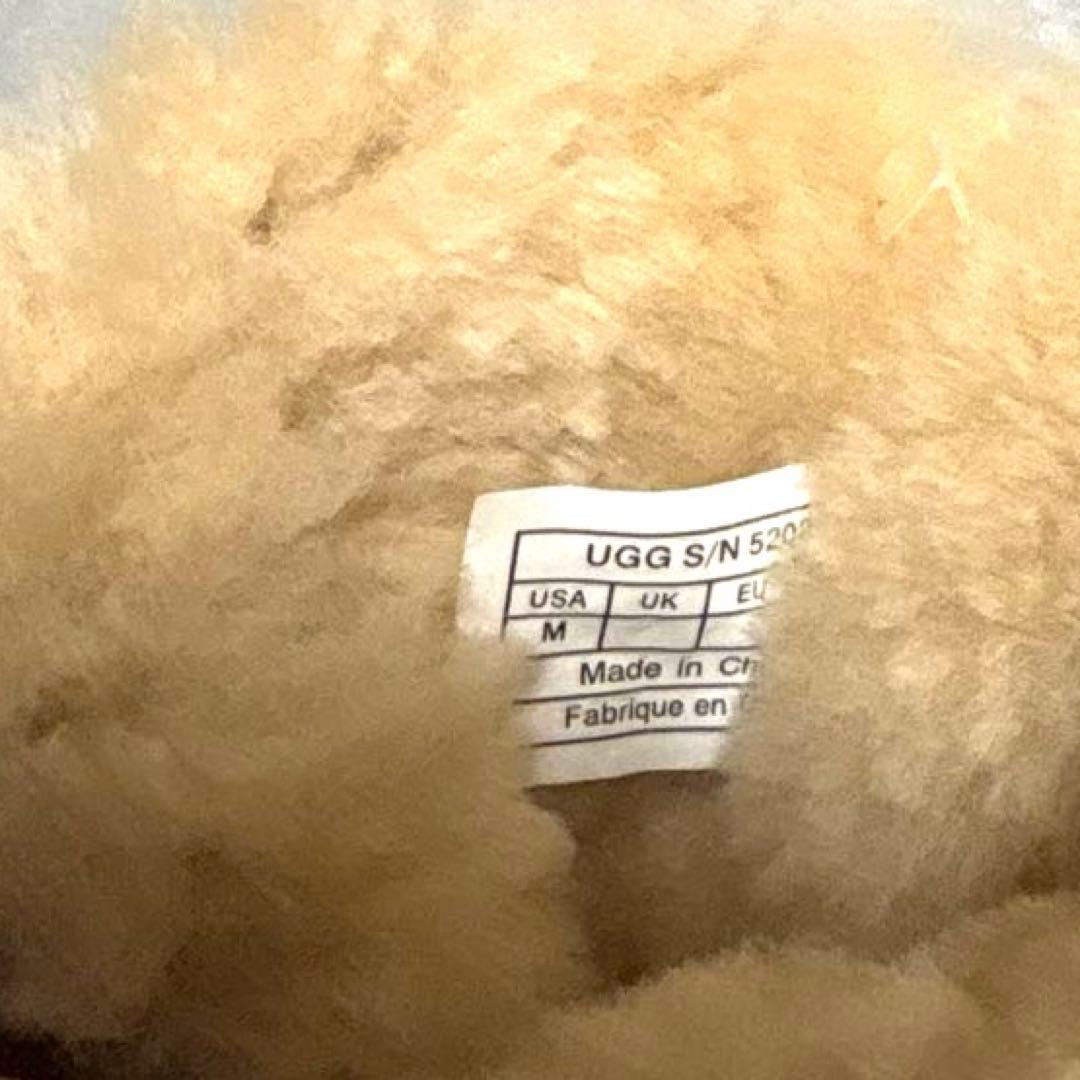 UGG S/N 520
USA UK EU
M
Made in Ch
Fabrique en